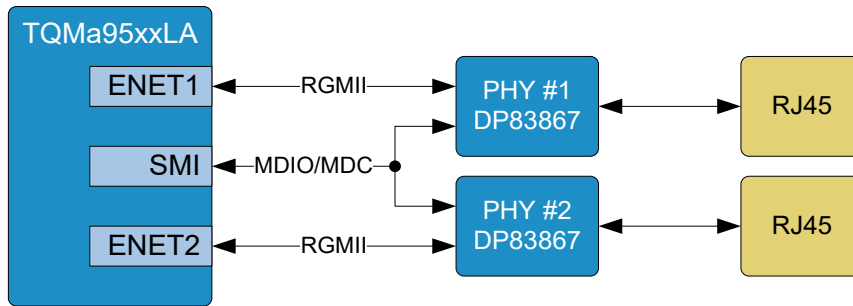 TQMa95xxLA
ENET1
RGMII
PHY #1
DP83867
RJ45
SMI
MDIO/MDC
PHY #2
DP83867
RJ45
ENET2
RGMII